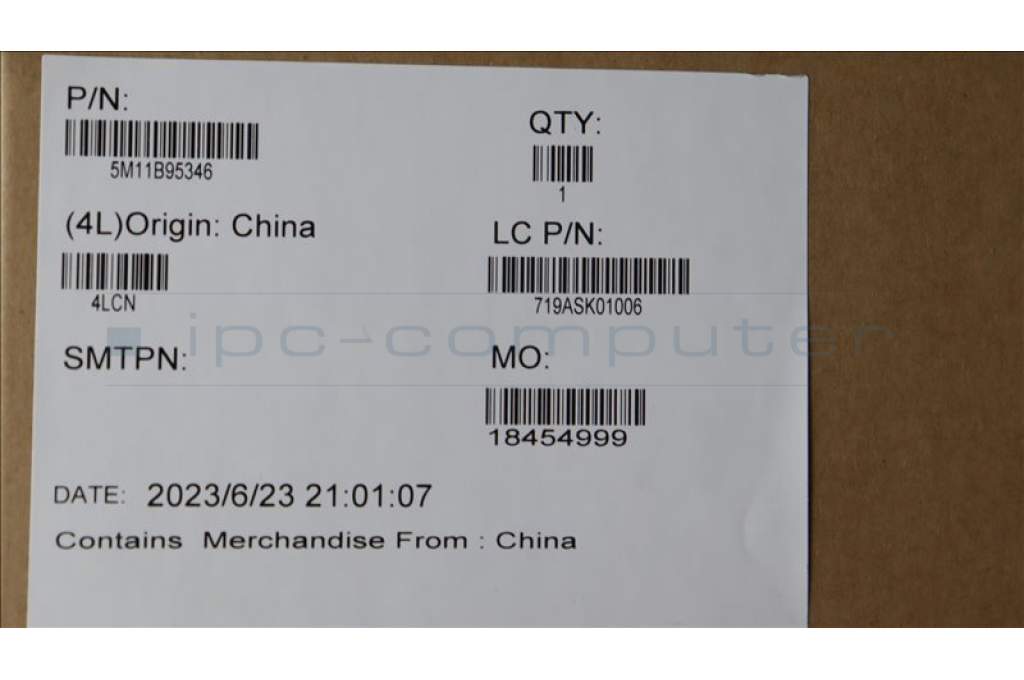 P/N:
5M11B95346
QTY:
1
(4L)Origin: China
4LCN
LC P/N:
719ASK01006
ipc-computer
SMTPN:
MO:
18454999
DATE: 2023/6/23 21:01:07
Contains Merchandise From : China